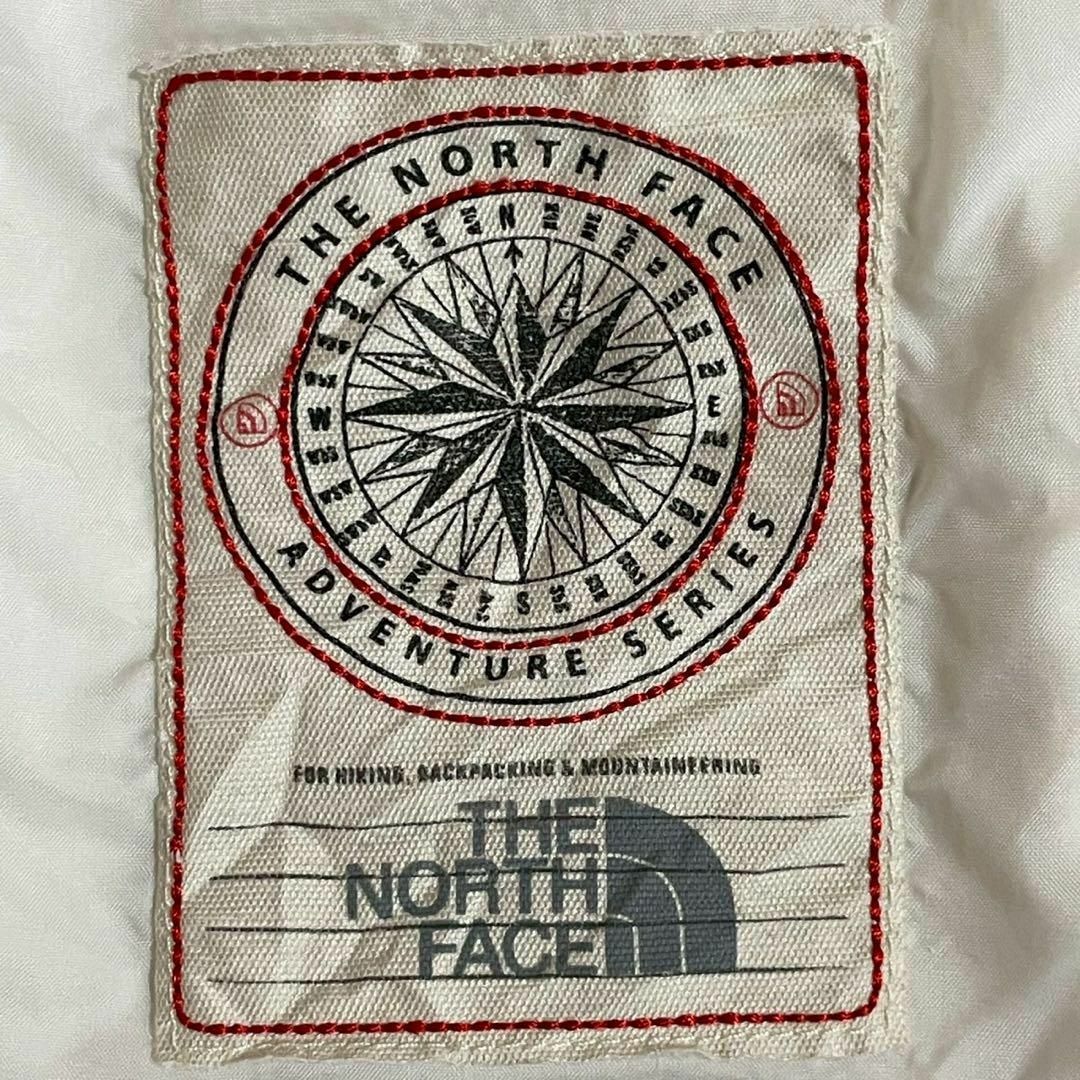 THE NORTH FACE
N
W
E
S
ADVENTURE SERIES
FOR HIKING, BACKPACKING & MOUNTAINEERING
THE
NORTH
FACE